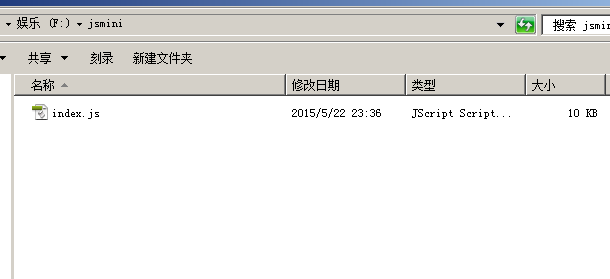 娱乐 (F:) jsmini 搜索 jsmin
共享 刻录 新建文件夹
名称 修改日期 类型 大小
index.js 2015/5/22 23:36 JScript Script... 10 KB